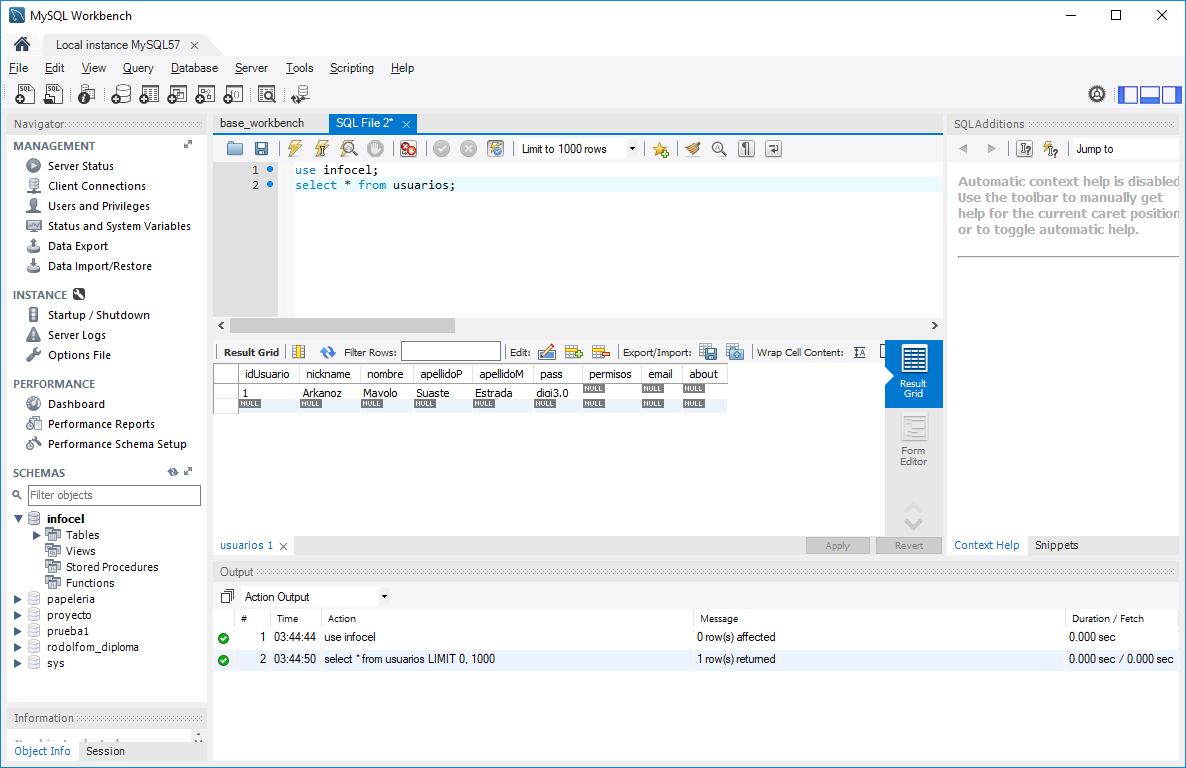 MySQL Workbench
Local instance MySQL57
File Edit View Query Database Server Tools Scripting Help
Navigator
MANAGEMENT
Server Status
Client Connections
Users and Privileges
Status and System Variables
Data Export
Data Import/Restore
INSTANCE
Startup / Shutdown
Server Logs
Options File
PERFORMANCE
Dashboard
Performance Reports
Performance Schema Setup
SCHEMAS
Filter objects
infocel
Tables
Views
Stored Procedures
Functions
papeleria
proyecto
prueba1
rodolfom_diploma
sys
Information
Object Info Session
base_workbench SQL File 2*
Limit to 1000 rows
1 use infocel;
2 select * from usuarios;
Result Grid Filter Rows: Edit: Export/Import: Wrap Cell Content:
idUsuario nickname nombre apellidoP apellidoM pass permisos email about
1 Arkanoz Mavolo Suaste Estrada digi3.0 NULL NULL NULL
NULL NULL NULL NULL NULL NULL NULL NULL NULL
Result
Grid
Form
Editor
usuarios 1
Apply Revert
SQLAdditions
Jump to
Automatic context help is disabled
Use the toolbar to manually get
help for the current caret position
or to toggle automatic help.
Context Help Snippets
Output
Action Output
# Time Action Message Duration / Fetch
1 03:44:44 use infocel 0 row(s) affected 0.000 sec
2 03:44:50 select * from usuarios LIMIT 0, 1000 1 row(s) returned 0.000 sec / 0.000 sec